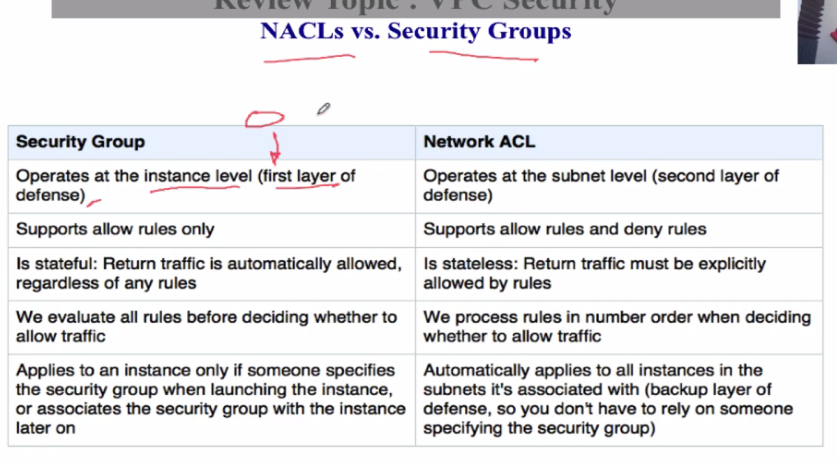 Review Topic : VPC Security
NACLs vs. Security Groups
Security Group
Network ACL
Operates at the instance level (first layer of
defense)
Operates at the subnet level (second layer of
defense)
Supports allow rules only
Supports allow rules and deny rules
Is stateful: Return traffic is automatically allowed,
regardless of any rules
Is stateless: Return traffic must be explicitly
allowed by rules
We evaluate all rules before deciding whether to
allow traffic
We process rules in number order when deciding
whether to allow traffic
Applies to an instance only if someone specifies
the security group when launching the instance,
or associates the security group with the instance
later on
Automatically applies to all instances in the
subnets it's associated with (backup layer of
defense, so you don't have to rely on someone
specifying the security group)